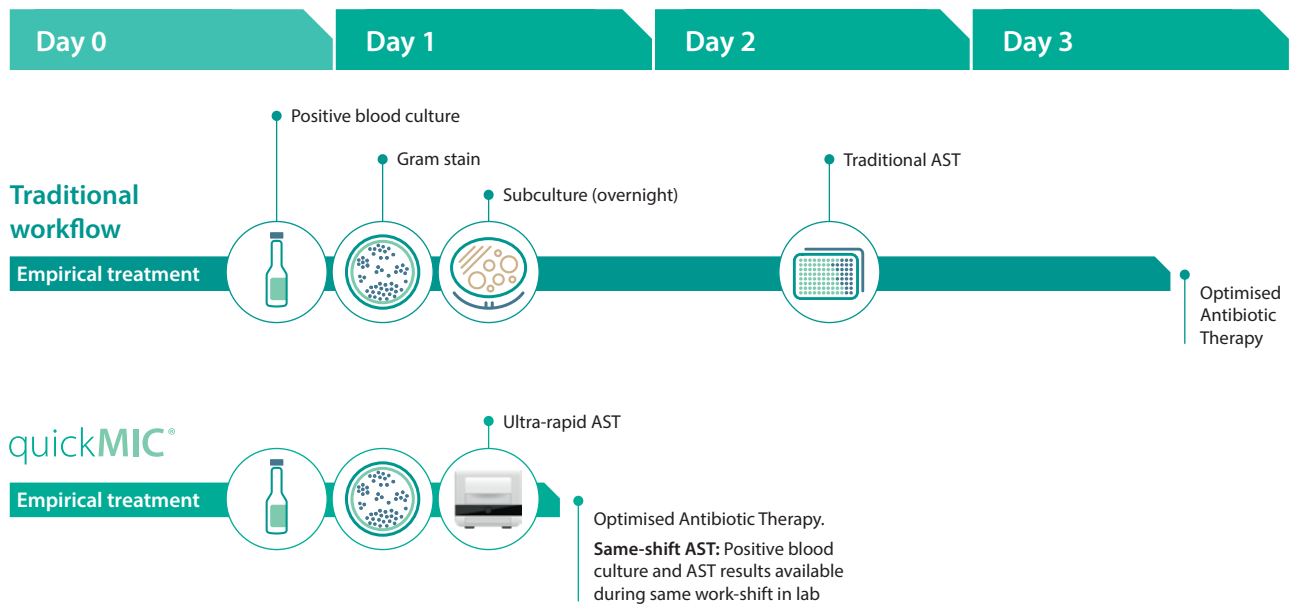 Day 0
Day 1
Day 2
Day 3
Positive blood culture
Gram stain
Subculture (overnight)
Traditional AST
Traditional
workflow
Empirical treatment
Optimised
Antibiotic
Therapy
quickMIC®
Ultra-rapid AST
Empirical treatment
Optimised Antibiotic Therapy.
Same-shift AST: Positive blood
culture and AST results available
during same work-shift in lab